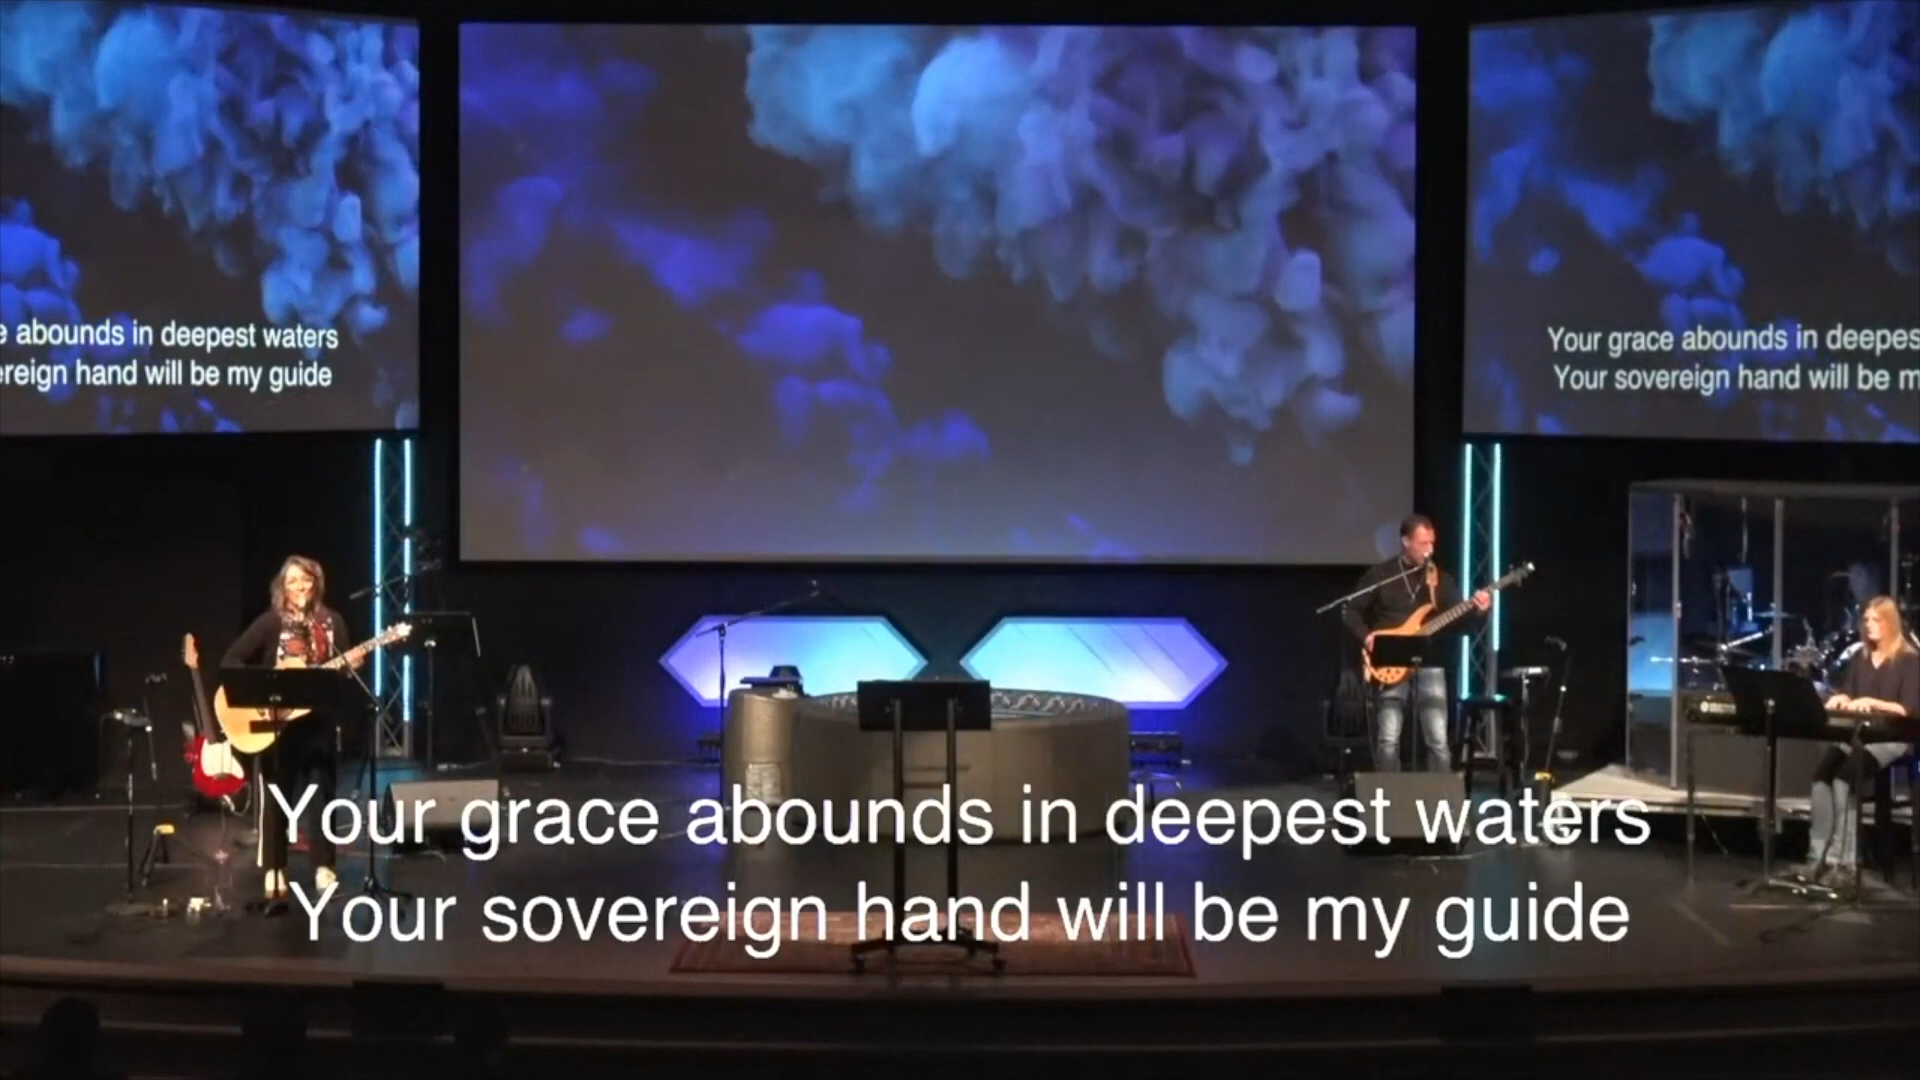 e abounds in deepest waters
ereign hand will be my guide
Your grace abounds in deepes
Your sovereign hand will be m
Your grace abounds in deepest waters
Your sovereign hand will be my guide